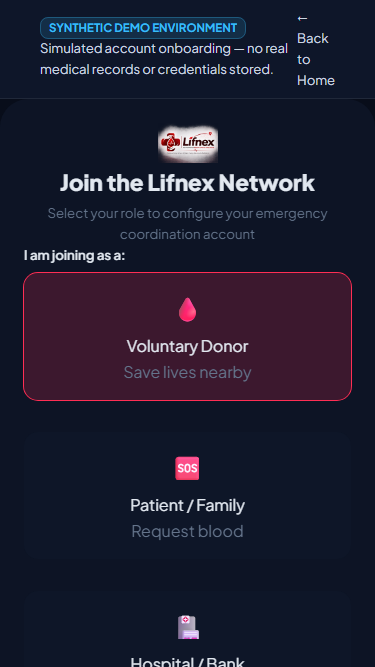 SYNTHETIC DEMO ENVIRONMENT
Simulated account onboarding — no real
medical records or credentials stored.
←
Back
to
Home
Lifnex
Join the Lifnex Network
Select your role to configure your emergency
coordination account
I am joining as a:
Voluntary Donor
Save lives nearby
SOS
Patient / Family
Request blood
Hospital / Bank